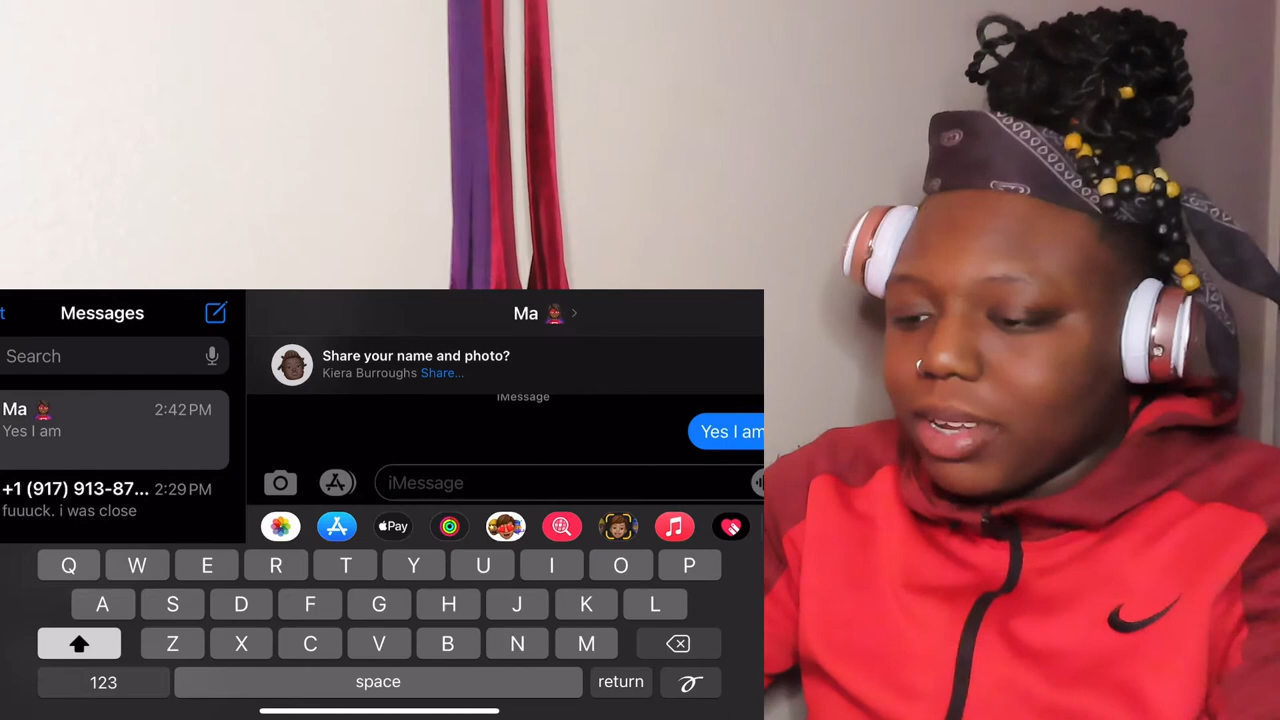 Messages
Search
Ma
2:42 PM
Yes I am
+1 (917) 913-87...
2:29 PM
fuuuck. i was close
Ma
Share your name and photo?
Kiera Burroughs Share...
iMessage
Yes I am
iMessage
Pay
Q W E R T Y U I O P
A S D F G H J K L
Z X C V B N M
123 space return